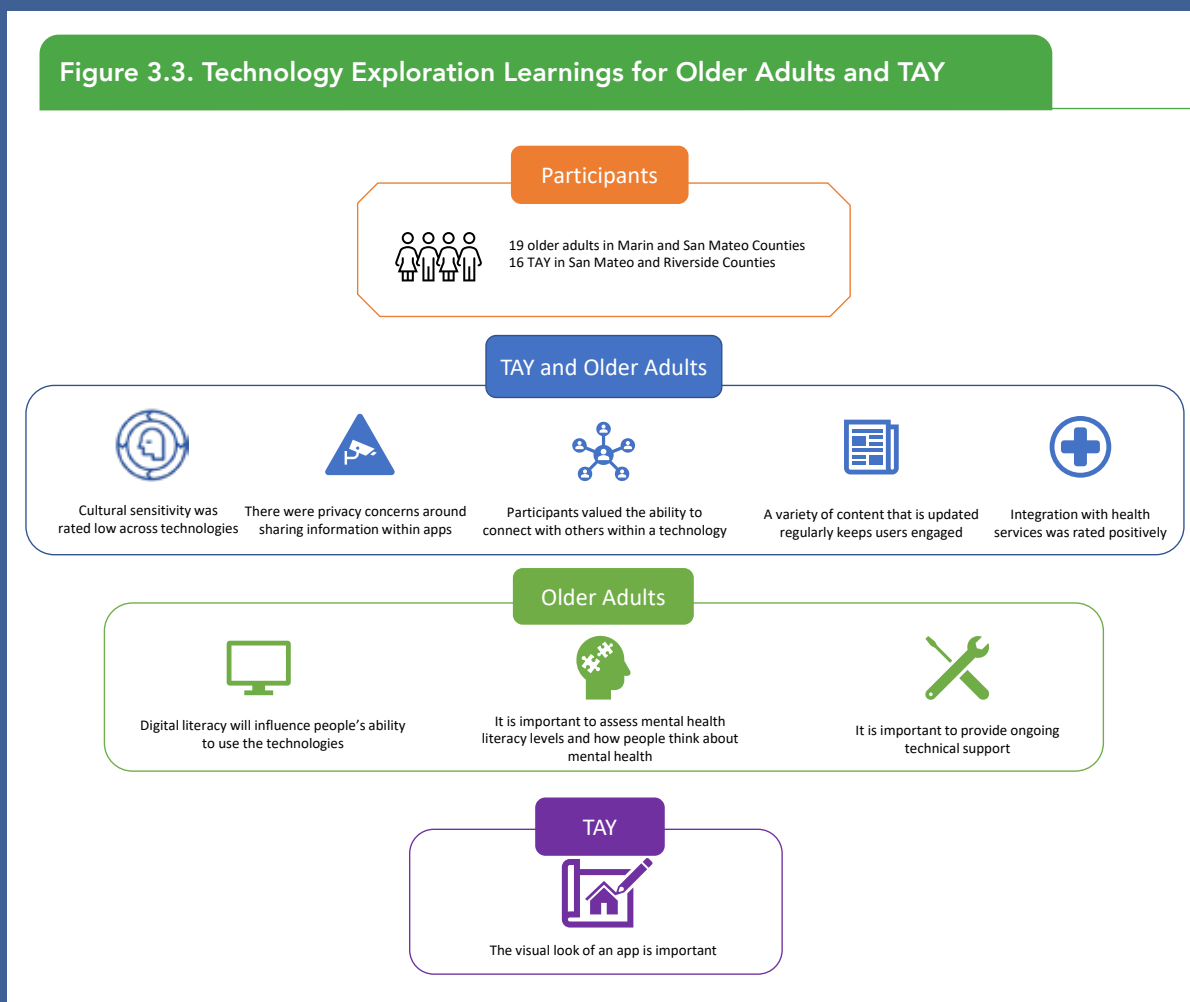 Figure 3.3. Technology Exploration Learnings for Older Adults and TAY
Participants
19 older adults in Marin and San Mateo Counties
16 TAY in San Mateo and Riverside Counties
TAY and Older Adults
Cultural sensitivity was
rated low across technologies
There were privacy concerns around
sharing information within apps
Participants valued the ability to
connect with others within a technology
A variety of content that is updated
regularly keeps users engaged
Integration with health
services was rated positively
Older Adults
Digital literacy will influence people’s ability
to use the technologies
It is important to assess mental health
literacy levels and how people think about
mental health
It is important to provide ongoing
technical support
TAY
The visual look of an app is important